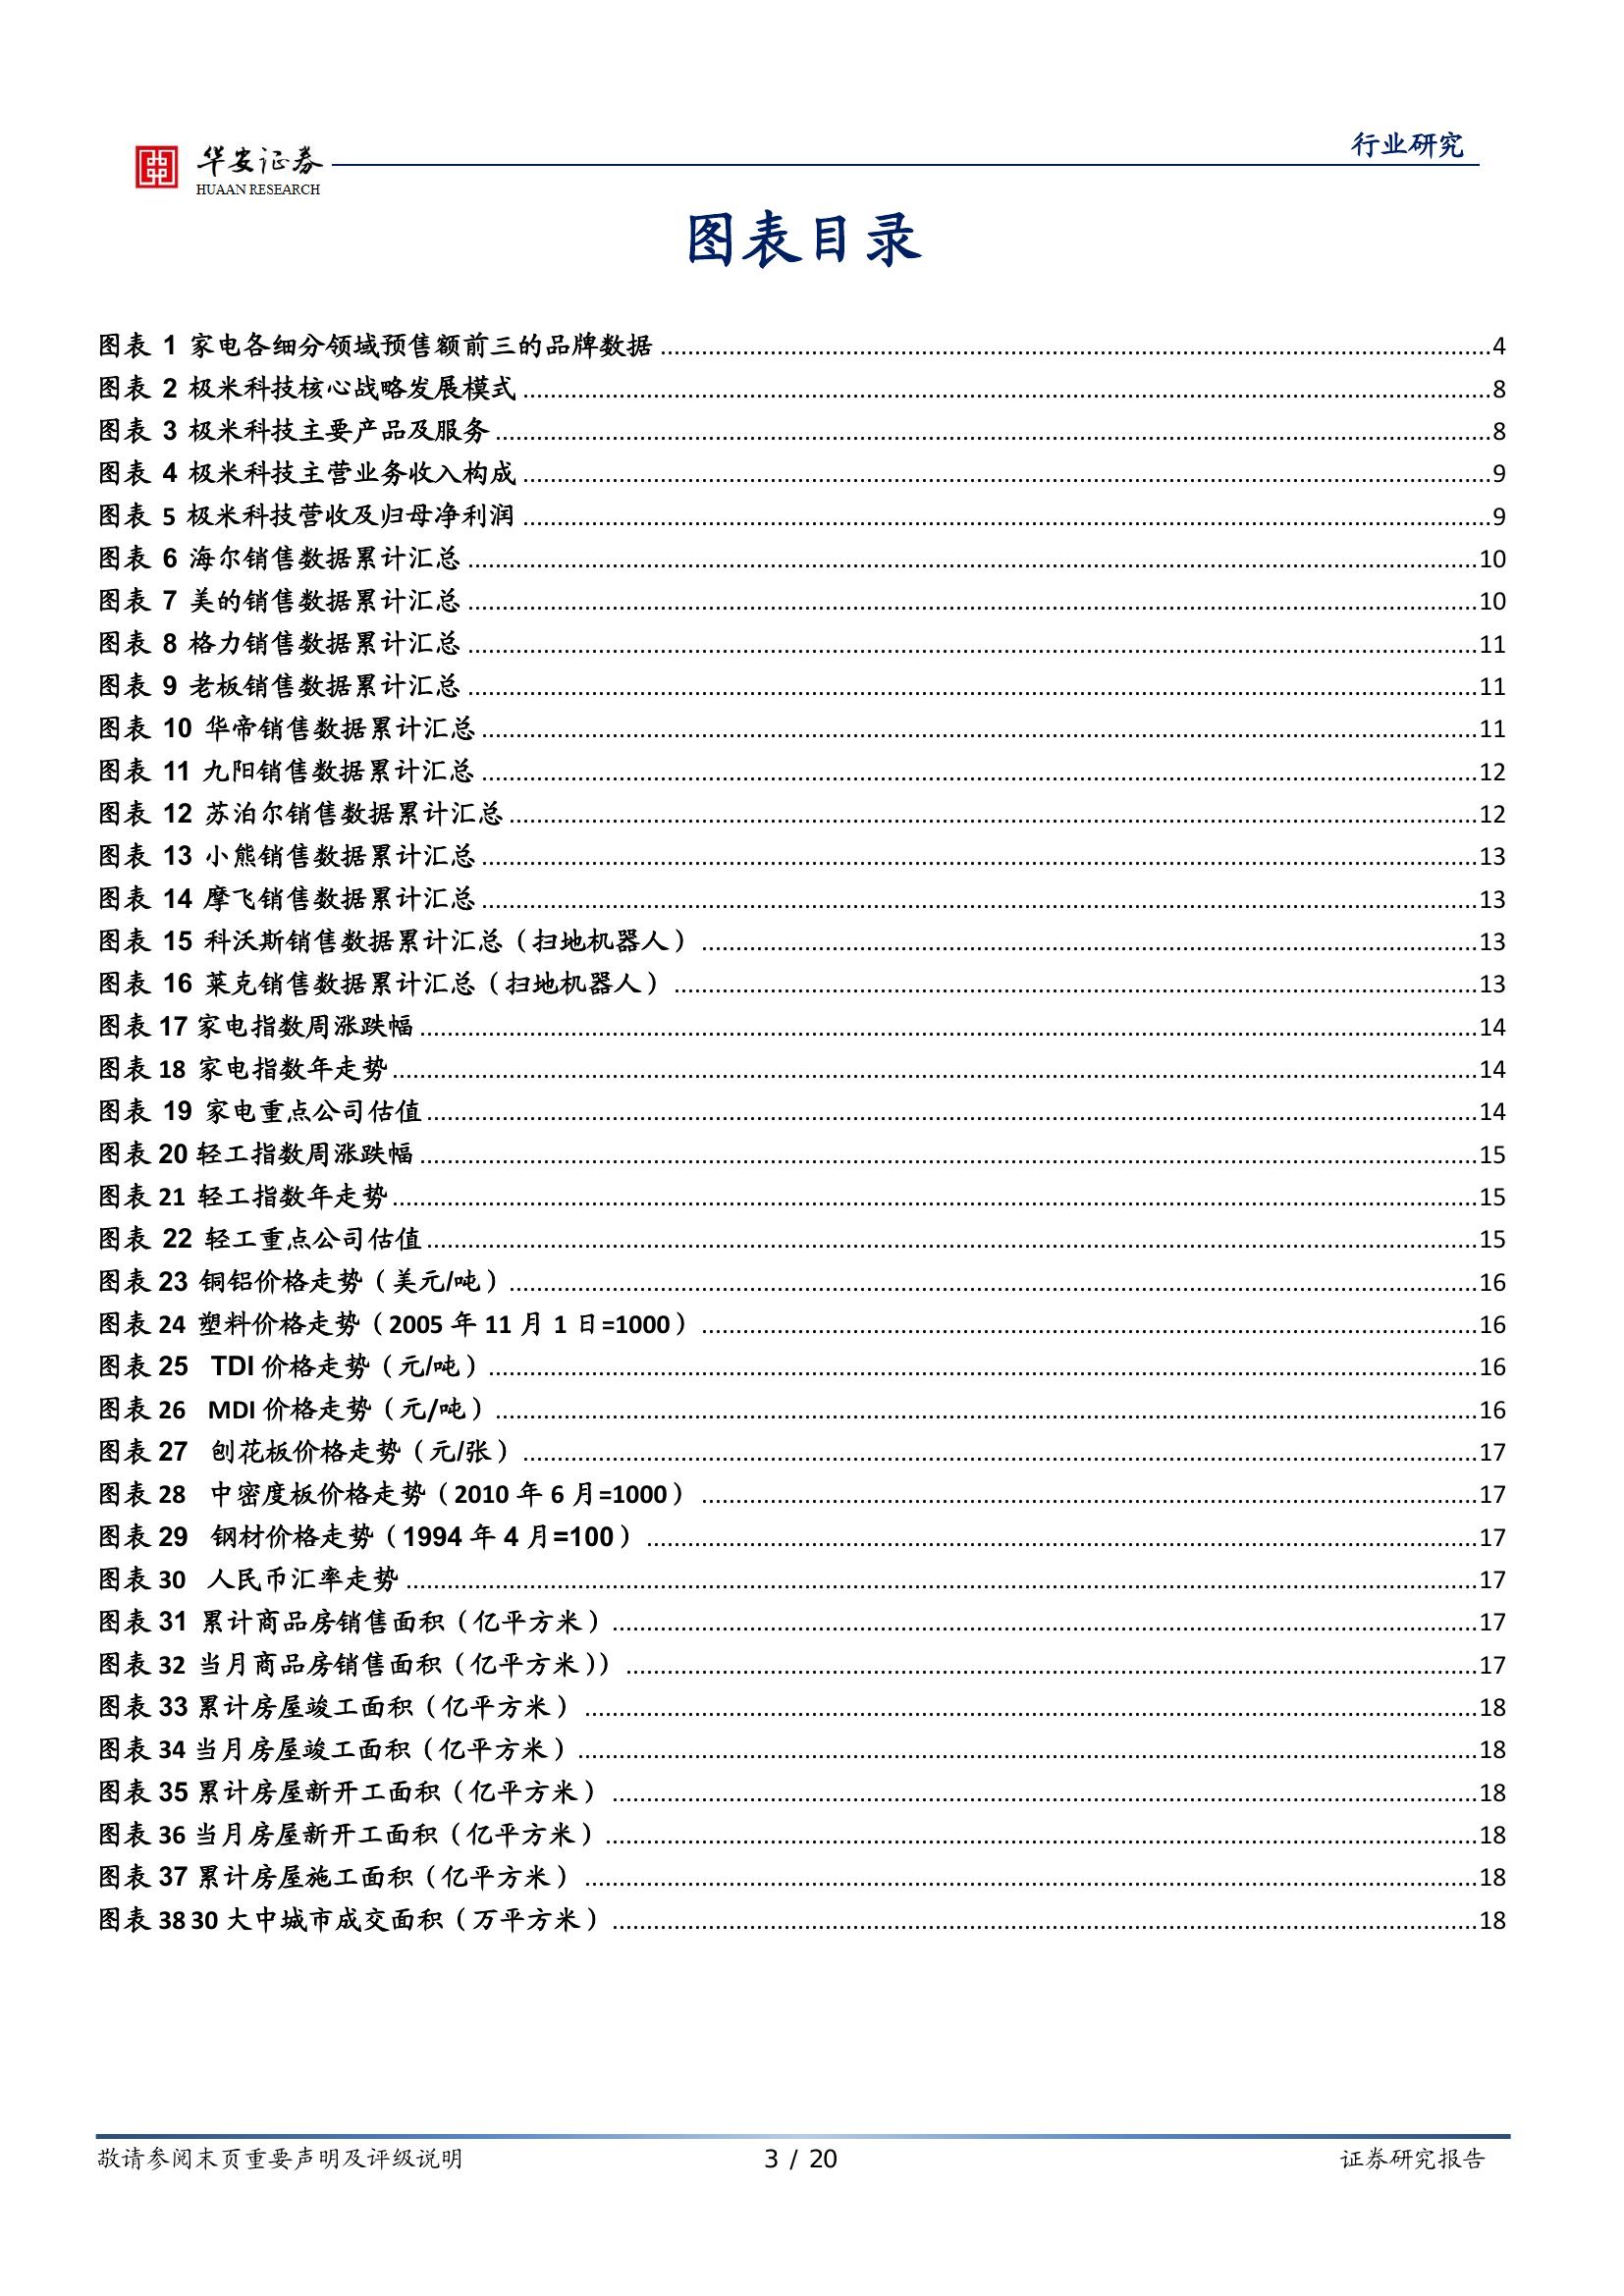 华安证券
HUAAN RESEARCH
行业研究
图表目录
图表 1 家电各细分领域预售额前三的品牌数据 4
图表 2 极米科技核心战略发展模式 8
图表 3 极米科技主要产品及服务 8
图表 4 极米科技主营业务收入构成 9
图表 5 极米科技营收及归母净利润 9
图表 6 海尔销售数据累计汇总 10
图表 7 美的销售数据累计汇总 10
图表 8 格力销售数据累计汇总 11
图表 9 老板销售数据累计汇总 11
图表 10 华帝销售数据累计汇总 11
图表 11 九阳销售数据累计汇总 12
图表 12 苏泊尔销售数据累计汇总 12
图表 13 小熊销售数据累计汇总 13
图表 14 摩飞销售数据累计汇总 13
图表 15 科沃斯销售数据累计汇总（扫地机器人） 13
图表 16 莱克销售数据累计汇总（扫地机器人） 13
图表 17 家电指数周涨跌幅 14
图表 18 家电指数年走势 14
图表 19 家电重点公司估值 14
图表 20 轻工指数周涨跌幅 15
图表 21 轻工指数年走势 15
图表 22 轻工重点公司估值 15
图表 23 铜铝价格走势（美元/吨） 16
图表 24 塑料价格走势（2005 年 11 月 1 日=1000） 16
图表 25 TDI 价格走势（元/吨） 16
图表 26 MDI 价格走势（元/吨） 16
图表 27 刨花板价格走势（元/张） 17
图表 28 中密度板价格走势（2010 年 6 月=1000） 17
图表 29 钢材价格走势（1994 年 4 月=100） 17
图表 30 人民币汇率走势 17
图表 31 累计商品房销售面积（亿平方米） 17
图表 32 当月商品房销售面积（亿平方米）） 17
图表 33 累计房屋竣工面积（亿平方米） 18
图表 34 当月房屋竣工面积（亿平方米） 18
图表 35 累计房屋新开工面积（亿平方米） 18
图表 36 当月房屋新开工面积（亿平方米） 18
图表 37 累计房屋施工面积（亿平方米） 18
图表 38 30 大中城市成交面积（万平方米） 18
敬请参阅末页重要声明及评级说明
3 / 20
证券研究报告